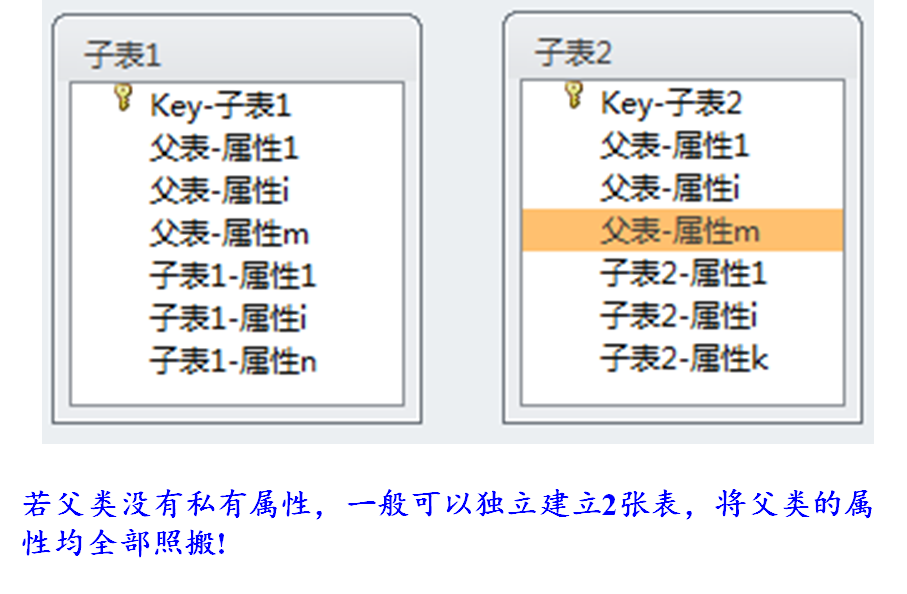 子表1
Key-子表1
父表-属性1
父表-属性i
父表-属性m
子表1-属性1
子表1-属性i
子表1-属性n
子表2
Key-子表2
父表-属性1
父表-属性i
父表-属性m
子表2-属性1
子表2-属性i
子表2-属性k
若父类没有私有属性，一般可以独立建立2张表，将父类的属
性均全部照搬!